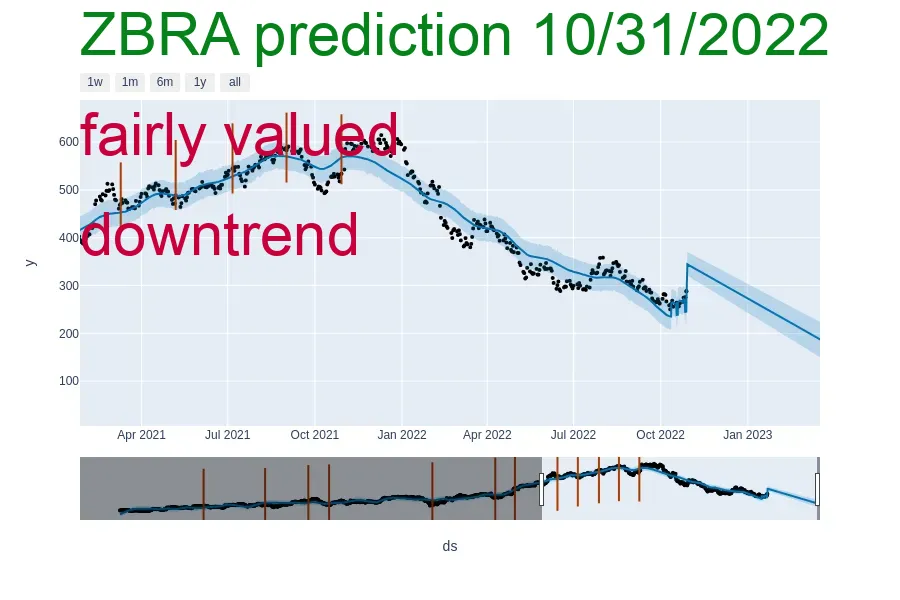 ZBRA prediction 10/31/2022
1w 1m 6m 1y all
fairly valued
600
500
downtrend
400
y
300
200
100
Apr 2021 Jul 2021 Oct 2021 Jan 2022 Apr 2022 Jul 2022 Oct 2022 Jan 2023
ds